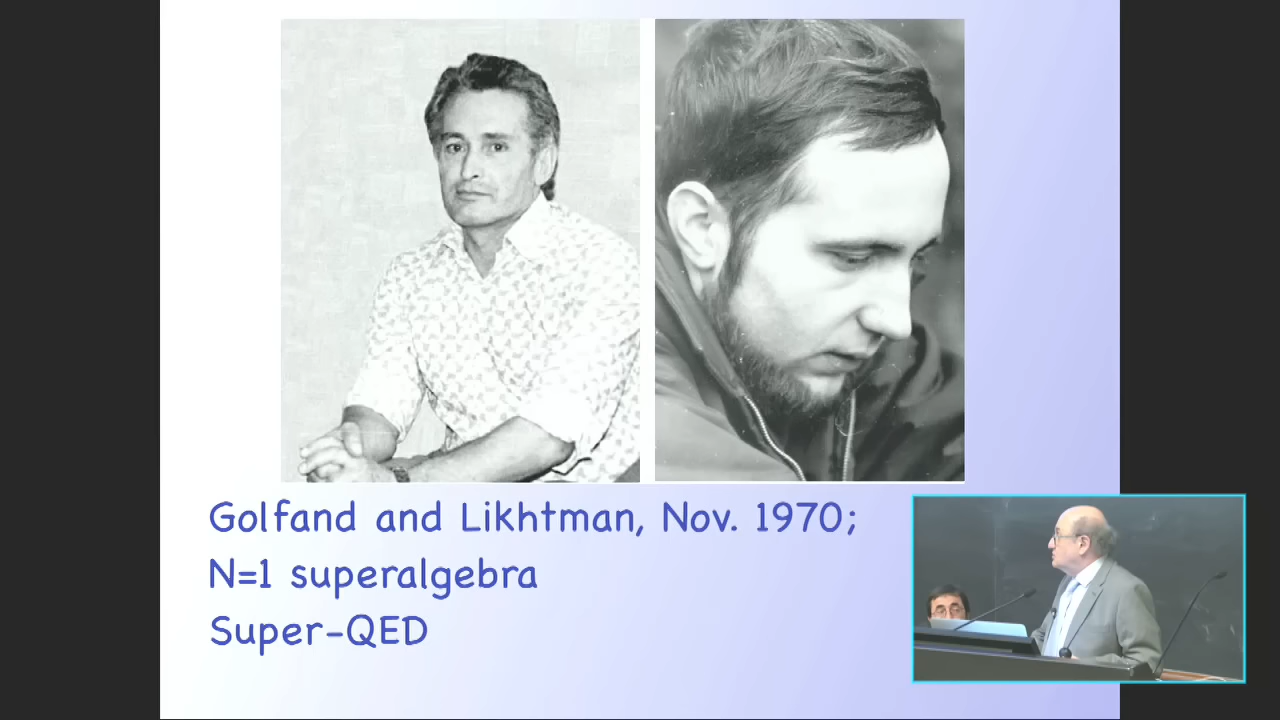 Golfand and Likhtman, Nov. 1970;
N=1 superalgebra
Super-QED